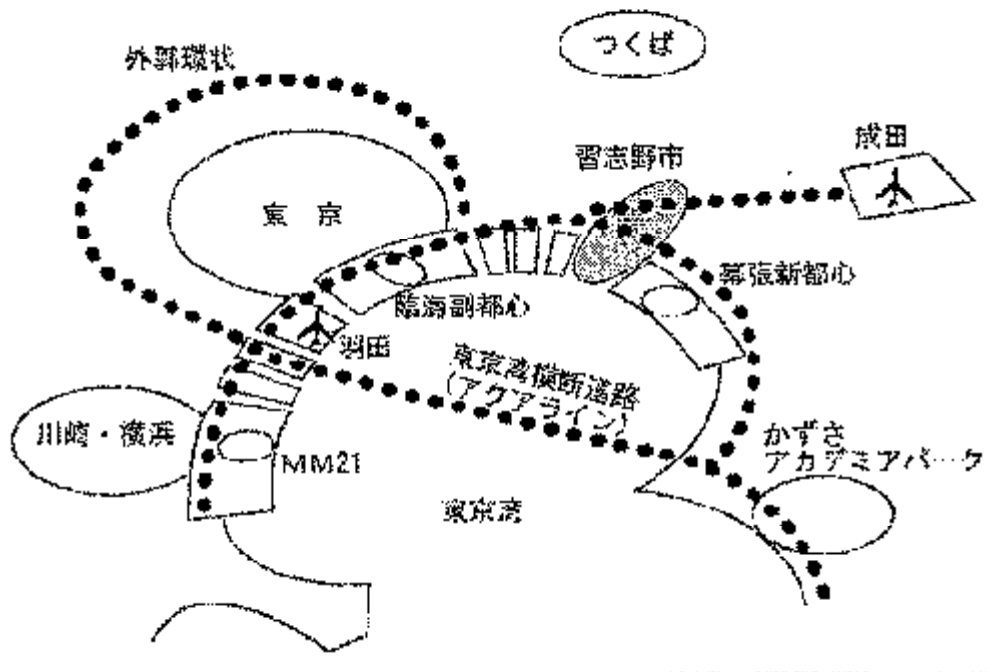 つくば
外郭環状
成田
習志野市
東京
幕張新都心
臨海副都心
羽田
東京湾横断道路
(アクアライン)
川崎・横浜
かずさ
アカデミアパーク
MM21
東京湾